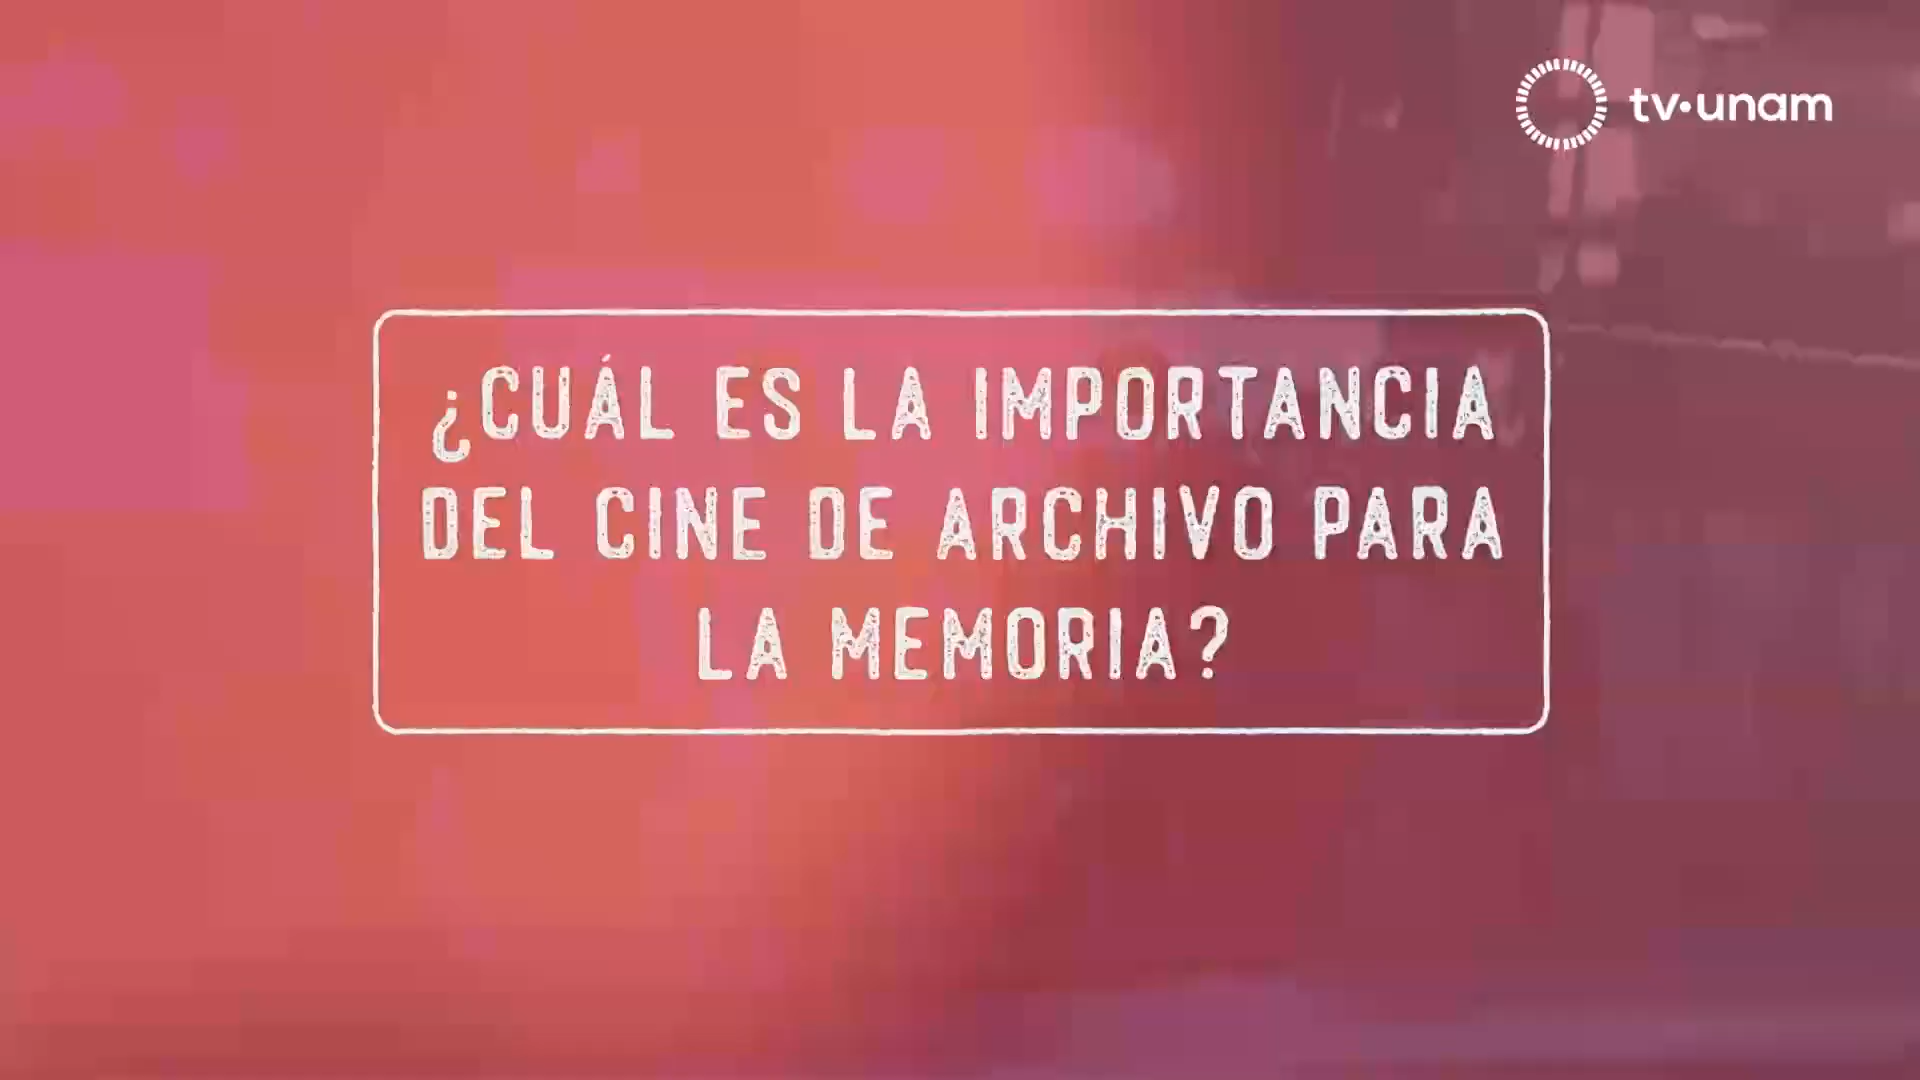 tv·unam
¿CUÁL ES LA IMPORTANCIA
DEL CINE DE ARCHIVO PARA
LA MEMORIA?